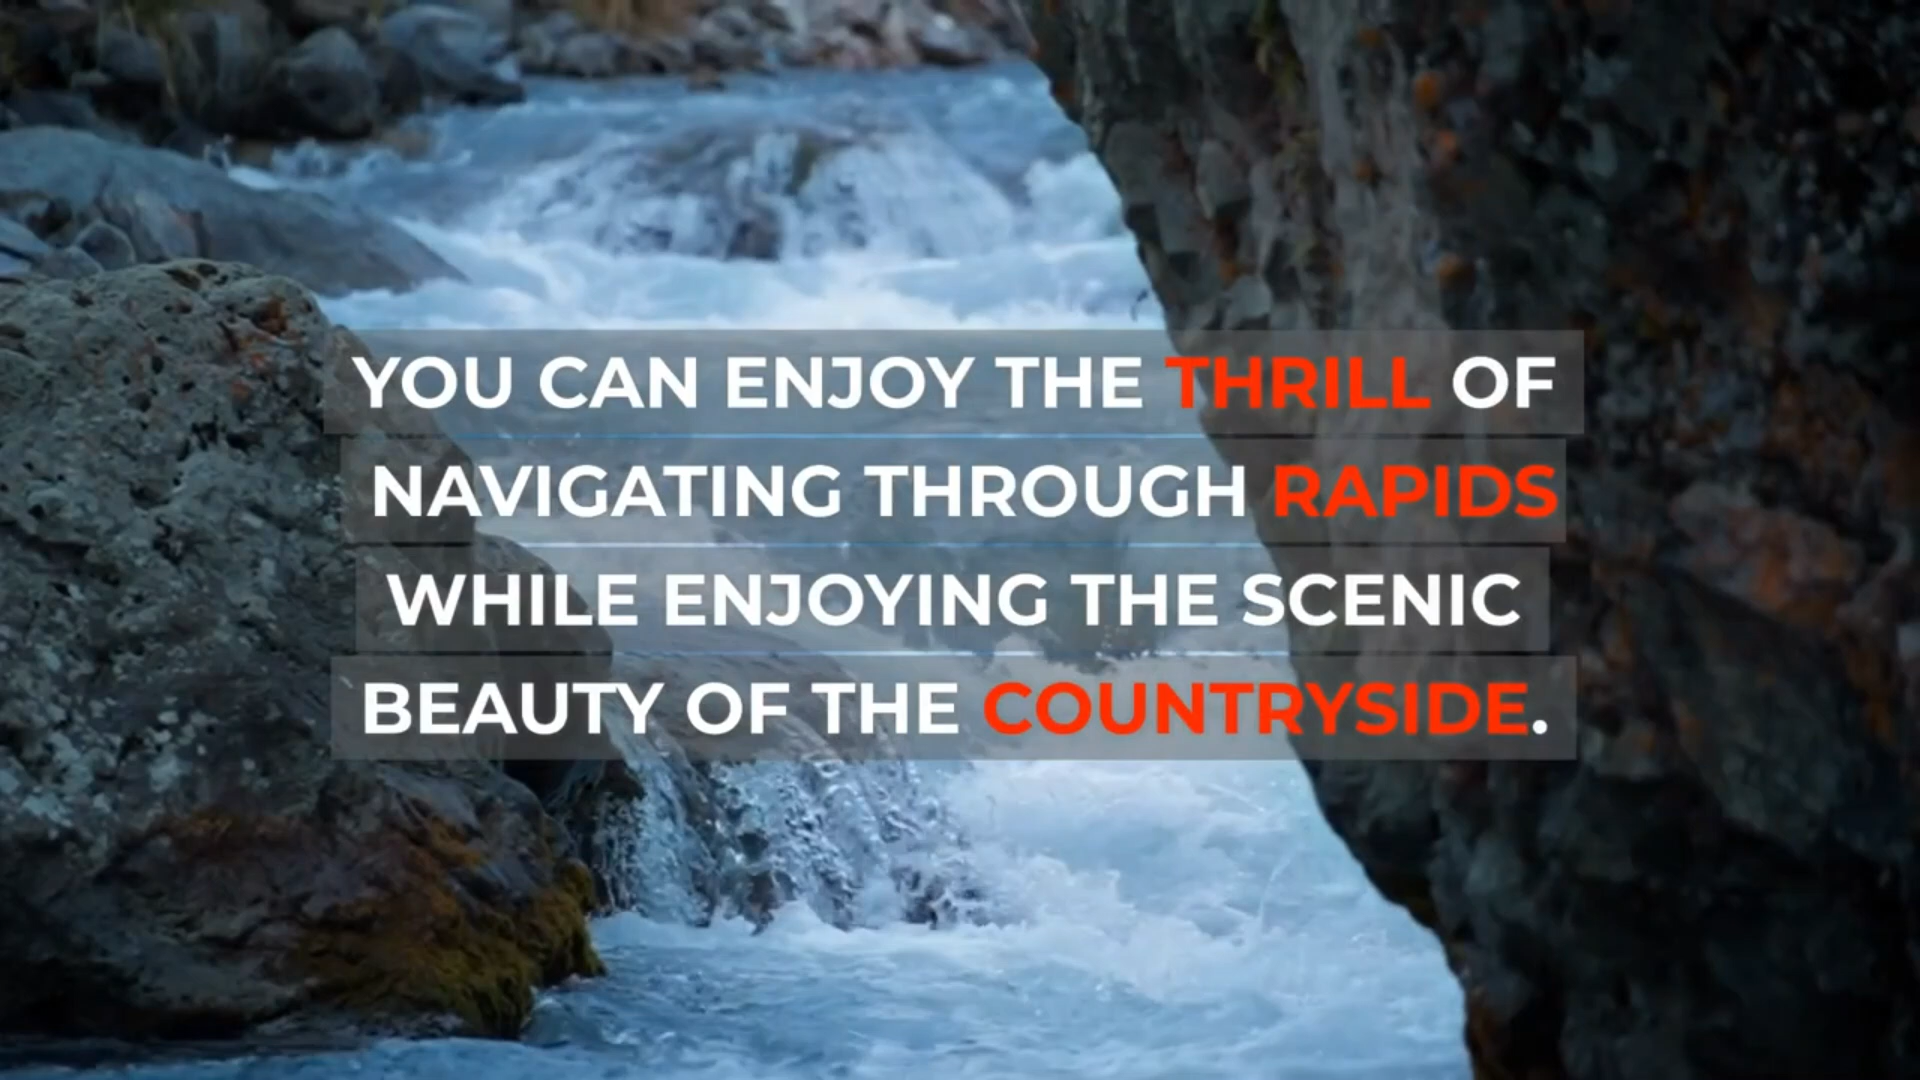 YOU CAN ENJOY THE THRILL OF
NAVIGATING THROUGH RAPIDS
WHILE ENJOYING THE SCENIC
BEAUTY OF THE COUNTRYSIDE.